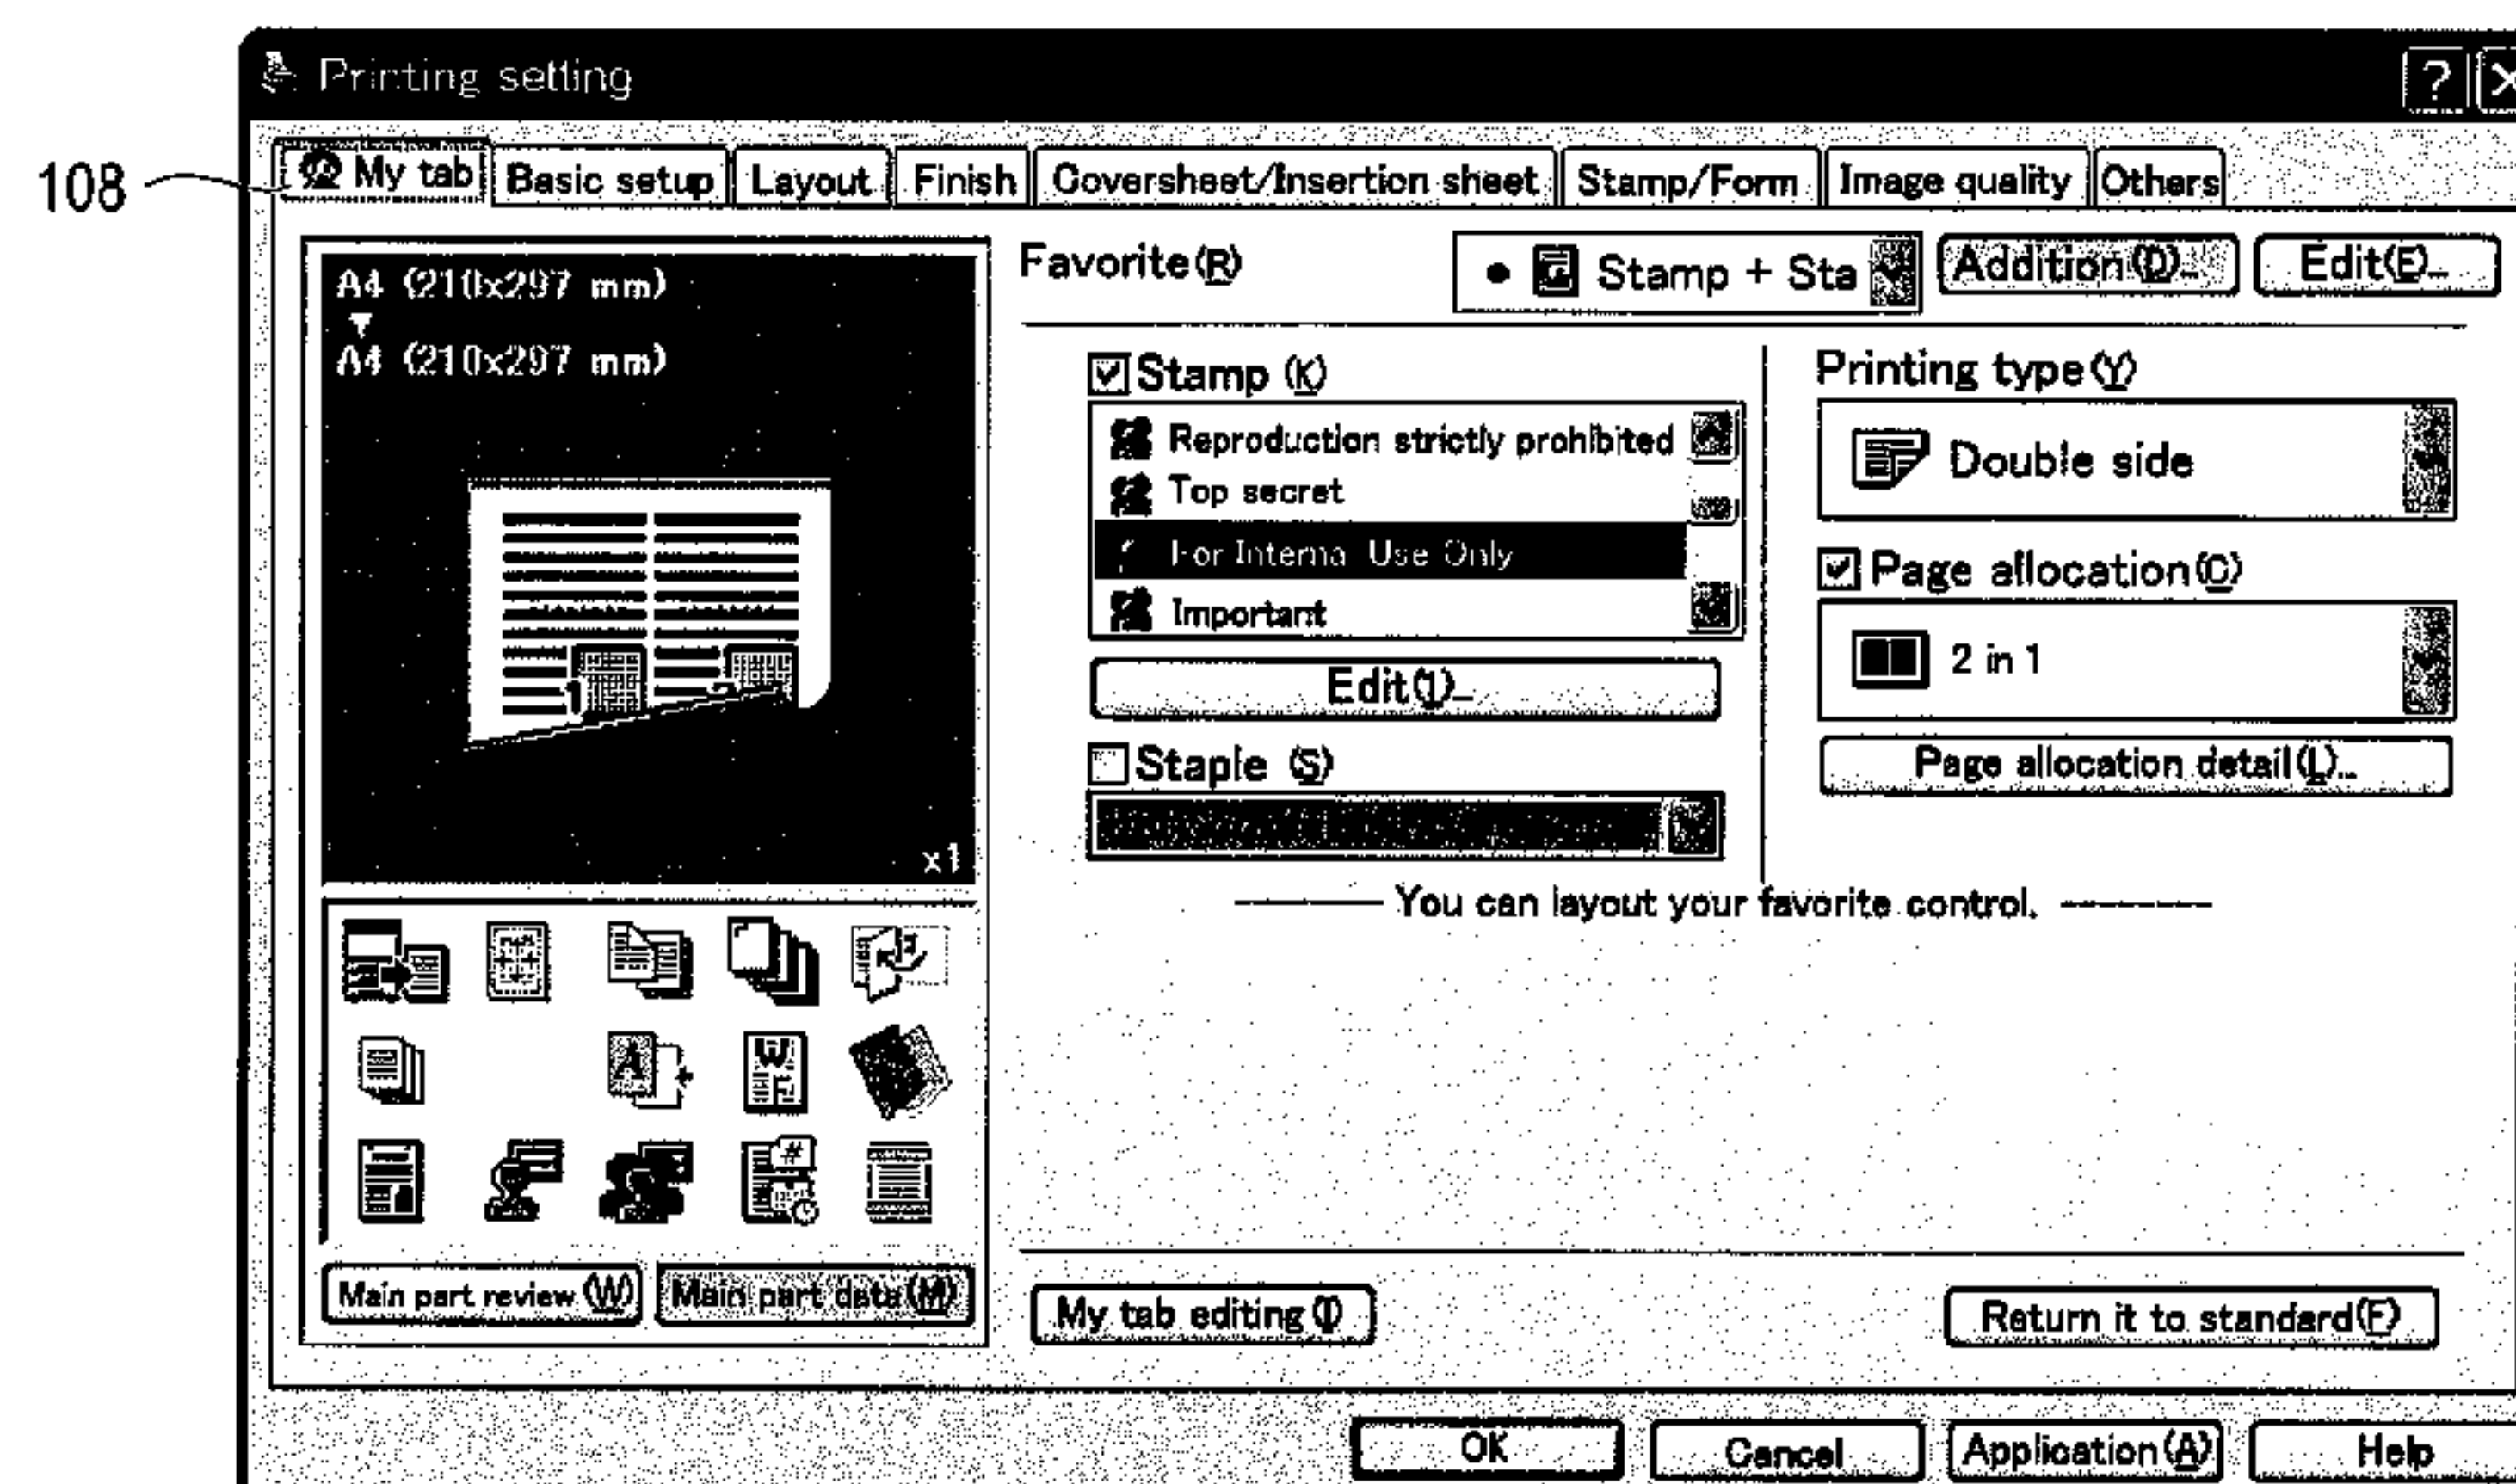 Printing setting ? X
108
My tab Basic setup Layout Finish Coversheet/Insertion sheet Stamp/Form Image quality Others
A4 (210x297 mm)
A4 (210x297 mm)
1 2
x1
Main part review (W) Main part data (M)
Favorite(R) Stamp + Sta Addition(D)... Edit(E)...
Stamp (K)
Reproduction strictly prohibited
Top secret
For Internal Use Only
Important
Edit(I)...
Staple (S)
Printing type(Y)
Double side
Page allocation(C)
2 in 1
Page allocation detail(L)...
You can layout your favorite control.
My tab editing(I) Return it to standard(F)
OK Cancel Application(A) Help